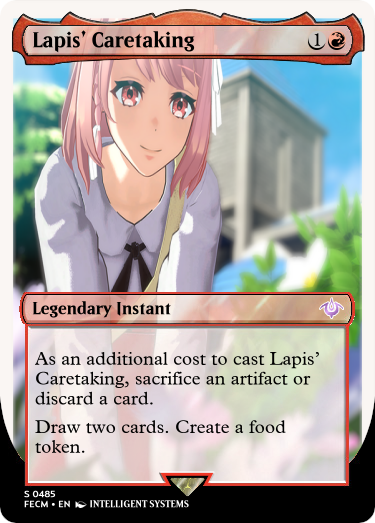 Lapis' Caretaking 1
Legendary Instant
As an additional cost to cast Lapis'
Caretaking, sacrifice an artifact or
discard a card.
Draw two cards. Create a food
token.
S 0485
FECM • EN INTELLIGENT SYSTEMS